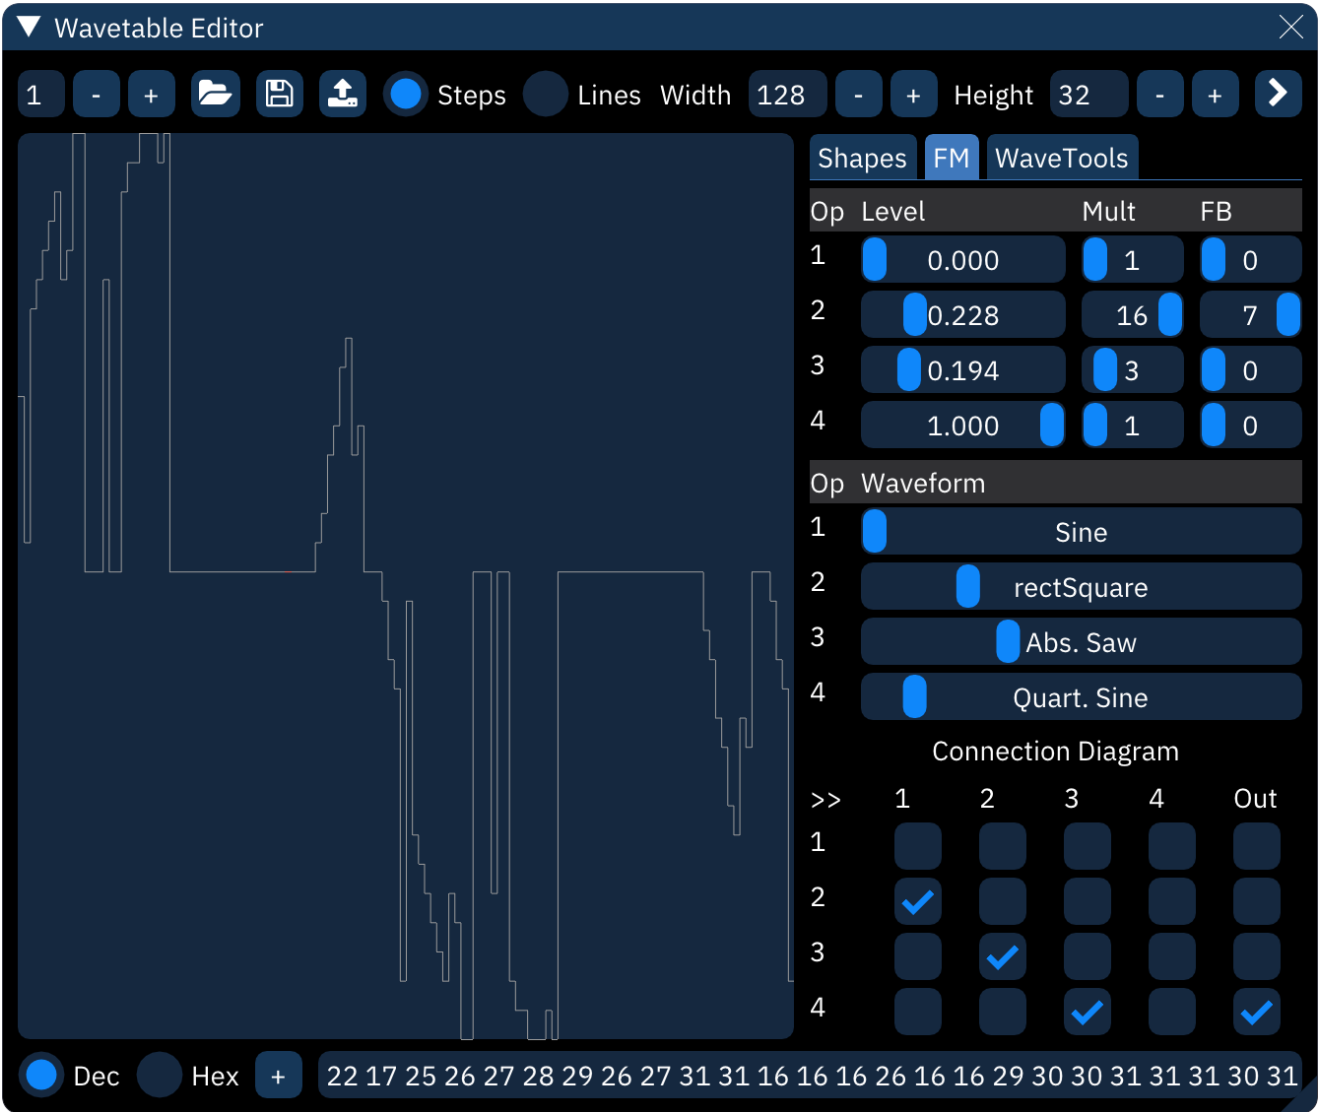 Wavetable Editor
1 - + Steps Lines Width 128 - + Height 32 - +
Shapes FM WaveTools
Op Level Mult FB
1 0.000 1 0
2 0.228 16 7
3 0.194 3 0
4 1.000 1 0
Op Waveform
1 Sine
2 rectSquare
3 Abs. Saw
4 Quart. Sine
Connection Diagram
>> 1 2 3 4 Out
1
2
3
4
Dec Hex + 22 17 25 26 27 28 29 26 27 31 31 16 16 16 26 16 16 29 30 30 31 31 31 30 31